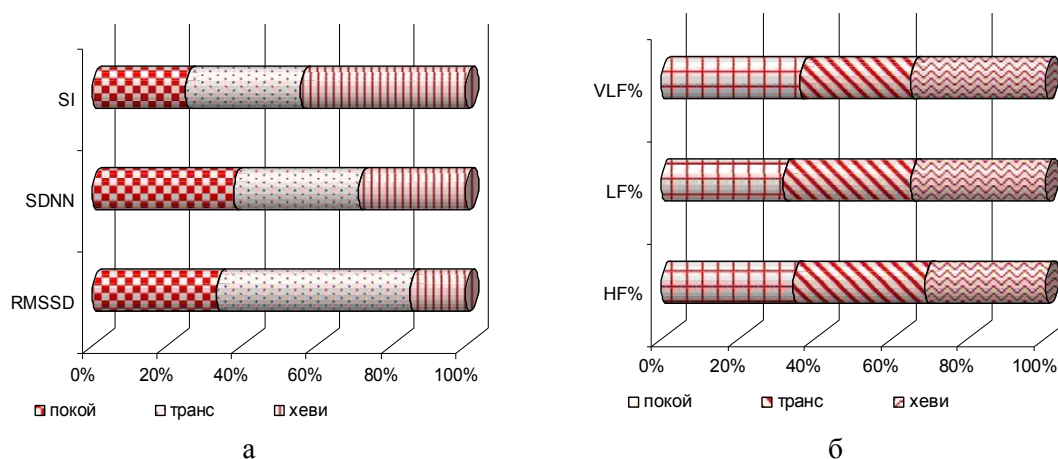 SI
SDNN
RMSSD
0% 20% 40% 60% 80% 100%
покой транс хеви
а
VLF%
LF%
HF%
0% 20% 40% 60% 80% 100%
покой транс хеви
б